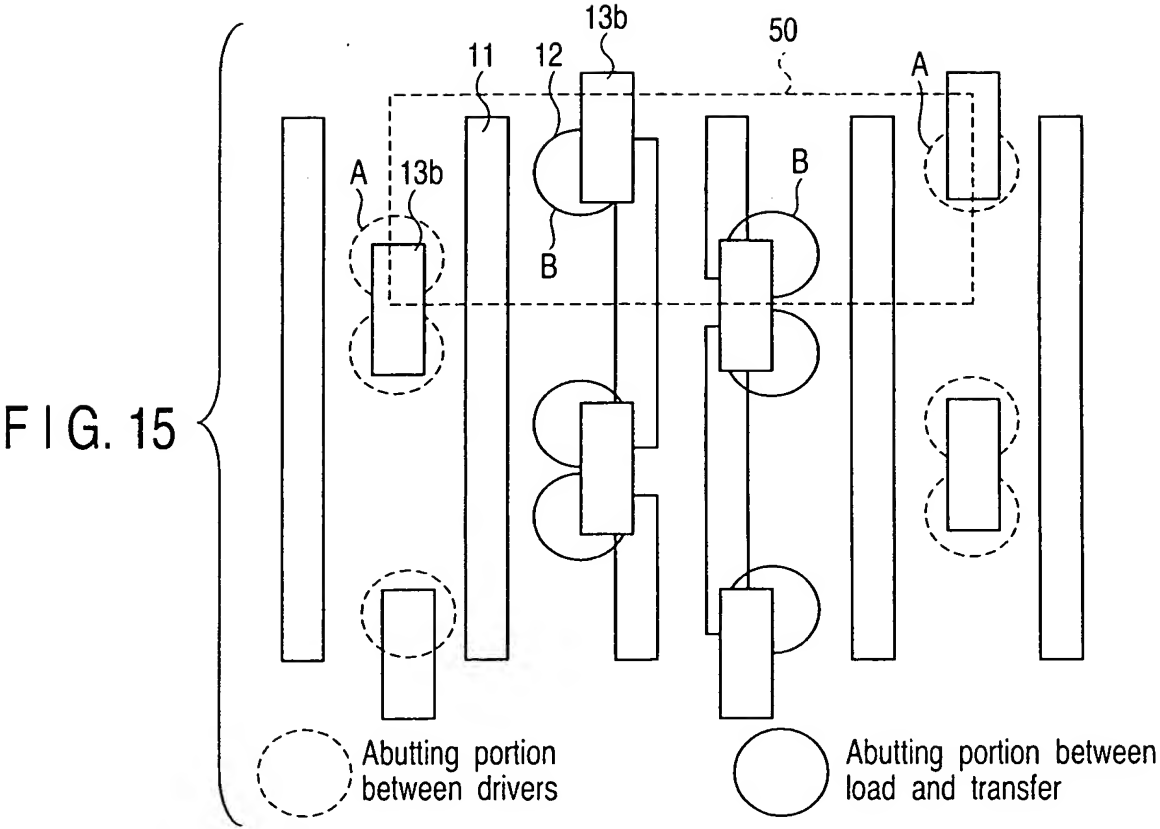 13b
50
11
12
A
A
13b
B
B
FIG. 15
Abutting portion
between drivers
Abutting portion between
load and transfer